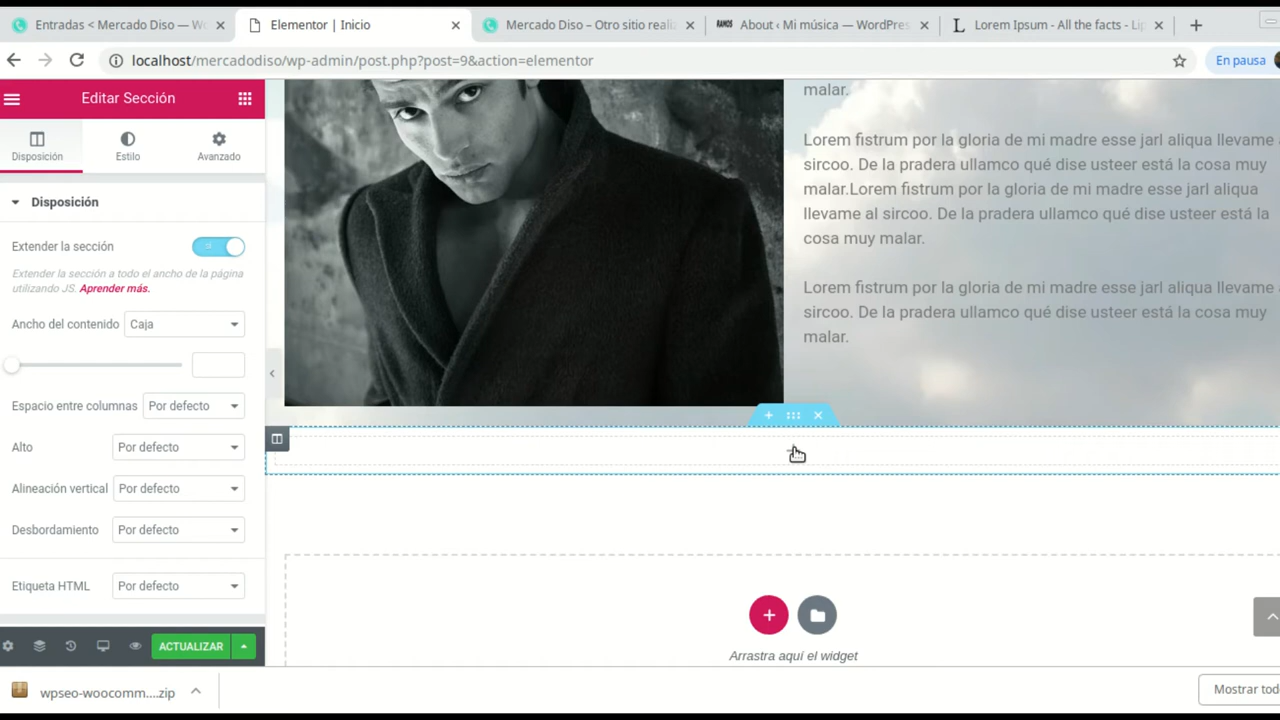 Entradas < Mercado Diso — Wo
Elementor | Inicio
Mercado Diso – Otro sitio realiz
RAMOS About ‹ Mi música — WordPres
Lorem Ipsum - All the facts - Lip
localhost/mercadodiso/wp-admin/post.php?post=9&action=elementor
En pausa
Editar Sección
Disposición
Estilo
Avanzado
Disposición
Extender la sección
SÍ
Extender la sección a todo el ancho de la página
utilizando JS. Aprender más.
Ancho del contenido
Caja
Espacio entre columnas
Por defecto
Alto
Por defecto
Alineación vertical
Por defecto
Desbordamiento
Por defecto
Etiqueta HTML
Por defecto
ACTUALIZAR
malar.
Lorem fistrum por la gloria de mi madre esse jarl aliqua llevame a
sircoo. De la pradera ullamco qué dise usteer está la cosa muy
malar.Lorem fistrum por la gloria de mi madre esse jarl aliqua
llevame al sircoo. De la pradera ullamco qué dise usteer está la
cosa muy malar.
Lorem fistrum por la gloria de mi madre esse jarl aliqua llevame a
sircoo. De la pradera ullamco qué dise usteer está la cosa muy
malar.
Arrastra aquí el widget
wpseo-woocomm....zip
Mostrar tod